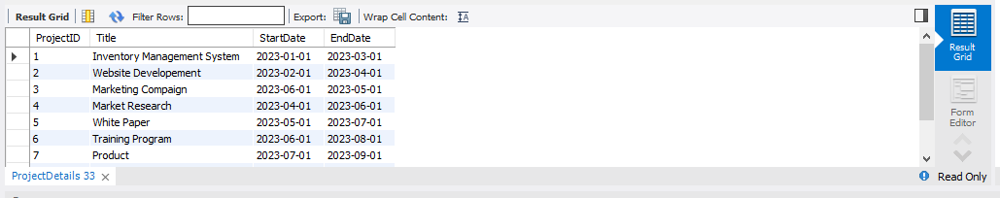 Result Grid Filter Rows: Export: Wrap Cell Content:
ProjectID Title StartDate EndDate
1 Inventory Management System 2023-01-01 2023-03-01
2 Website Developement 2023-02-01 2023-04-01
3 Marketing Compaign 2023-06-01 2023-05-01
4 Market Research 2023-04-01 2023-06-01
5 White Paper 2023-05-01 2023-07-01
6 Training Program 2023-06-01 2023-08-01
7 Product 2023-07-01 2023-09-01
Result
Grid
Form
Editor
ProjectDetails 33
Read Only